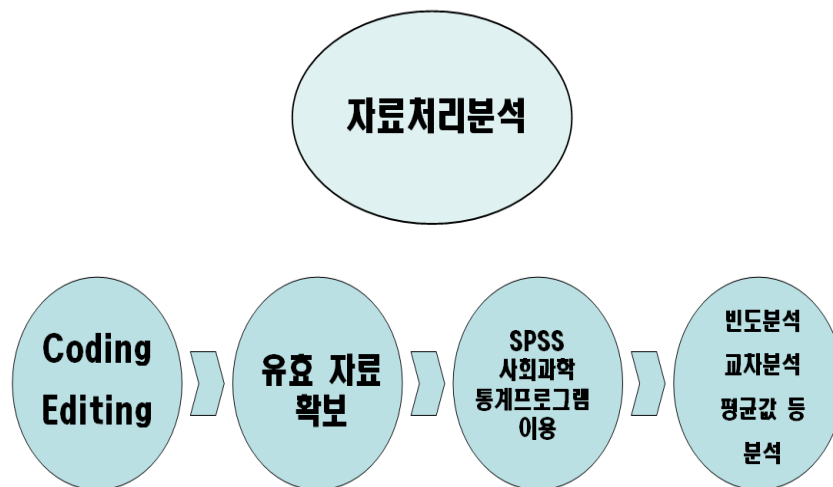 자료처리분석
Coding
Editing
유효 자료
확보
SPSS
사회과학
통계프로그램
이용
빈도분석
교차분석
평균값 등
분석